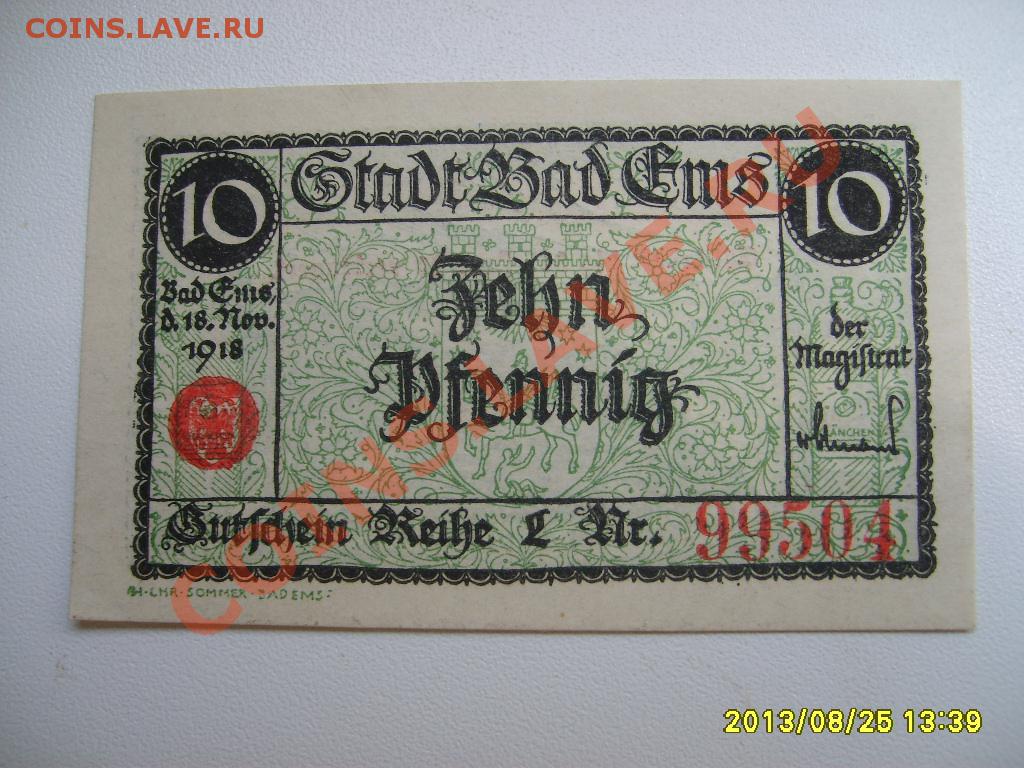 COINS.LAVE.RU
10
Stadt Bad Ems
10
Zehn
Pfennig
Bad Ems,
d. 18. Nov.
1918
der
Magistrat
Gutschein Reihe C Nr. 99504
H. CHR. SOMMER · BAD EMS:
COINS.LAVE.RU
2013/08/25 13:39